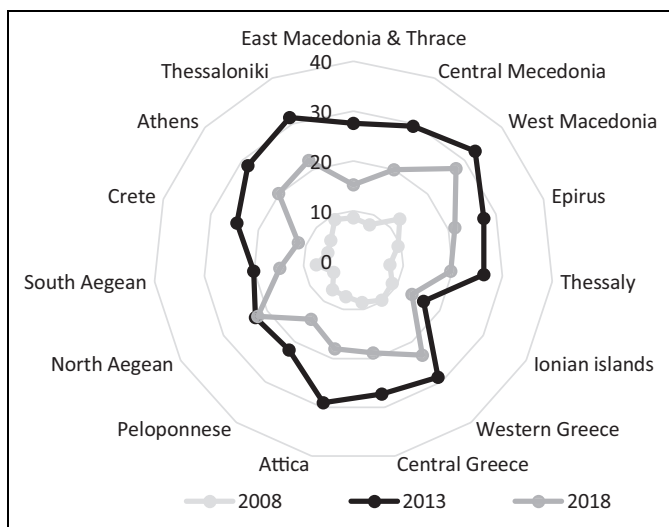 East Macedonia & Thrace
40
Thessaloniki
Central Mecedonia
30
Athens
West Macedonia
20
Crete
Epirus
10
0
South Aegean
Thessaly
North Aegean
Ionian islands
Peloponnese
Western Greece
Attica
Central Greece
2008
2013
2018